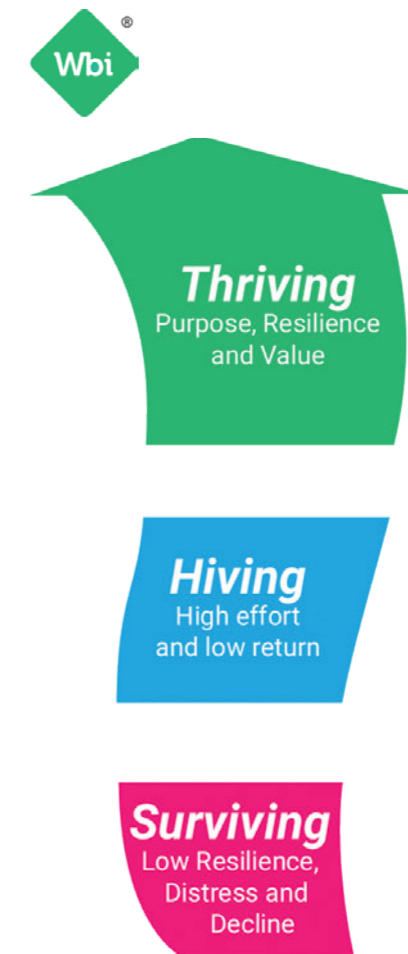 Wbi®
Thriving
Purpose, Resilience
and Value
Hiving
High effort
and low return
Surviving
Low Resilience,
Distress and
Decline